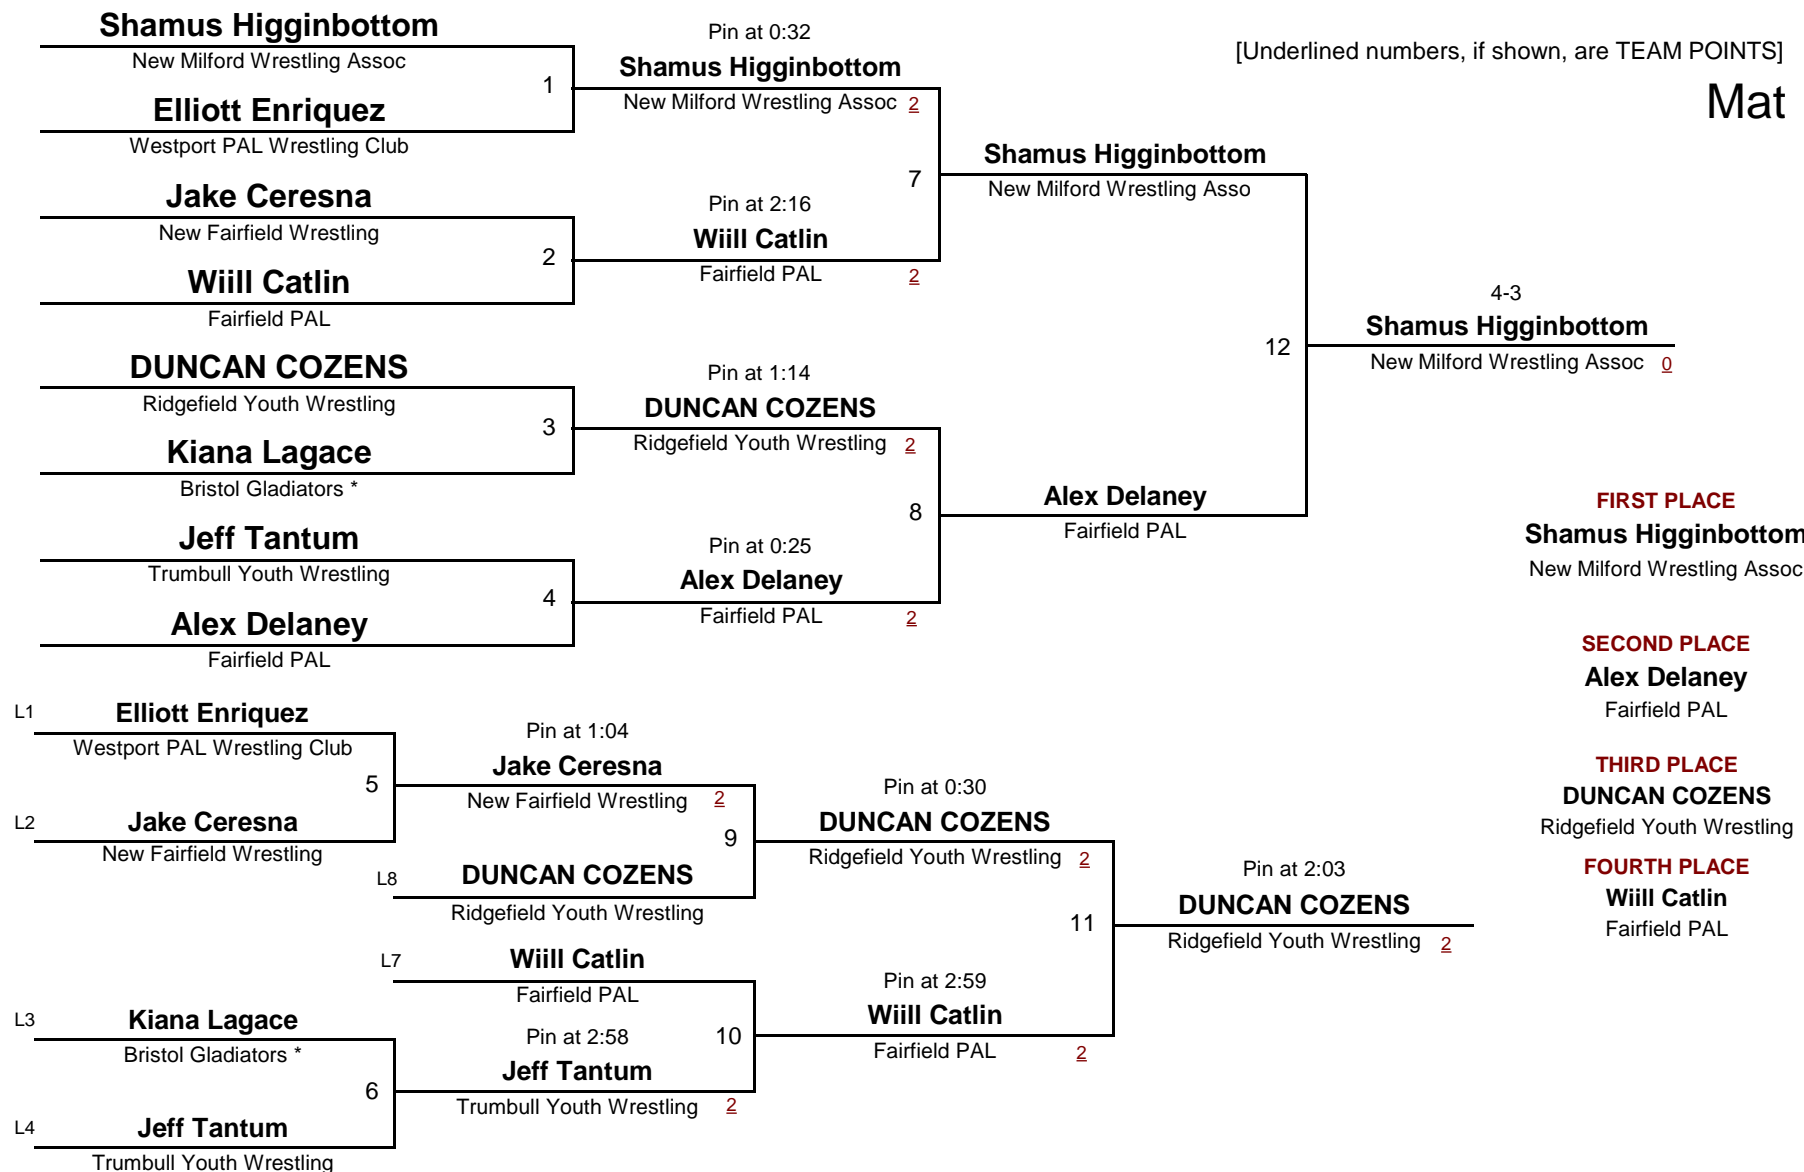 Shamus Higginbottom
New Milford Wrestling Assoc
1
Elliott Enriquez
Westport PAL Wrestling Club
Jake Ceresna
New Fairfield Wrestling
2
Wiill Catlin
Fairfield PAL
DUNCAN COZENS
Ridgefield Youth Wrestling
3
Kiana Lagace
Bristol Gladiators *
Jeff Tantum
Trumbull Youth Wrestling
4
Alex Delaney
Fairfield PAL
Pin at 0:32
Shamus Higginbottom
New Milford Wrestling Assoc 2
7
Pin at 2:16
Wiill Catlin
Fairfield PAL 2
Pin at 1:14
DUNCAN COZENS
Ridgefield Youth Wrestling 2
8
Pin at 0:25
Alex Delaney
Fairfield PAL 2
Shamus Higginbottom
New Milford Wrestling Asso
12
Alex Delaney
Fairfield PAL
4-3
Shamus Higginbottom
New Milford Wrestling Assoc 0
[Underlined numbers, if shown, are TEAM POINTS]
Mat
FIRST PLACE
Shamus Higginbottom
New Milford Wrestling Assoc
SECOND PLACE
Alex Delaney
Fairfield PAL
THIRD PLACE
DUNCAN COZENS
Ridgefield Youth Wrestling
FOURTH PLACE
Wiill Catlin
Fairfield PAL
L1 Elliott Enriquez
Westport PAL Wrestling Club
5
L2 Jake Ceresna
New Fairfield Wrestling
Pin at 1:04
Jake Ceresna
New Fairfield Wrestling 2
9
L8 DUNCAN COZENS
Ridgefield Youth Wrestling
L7 Wiill Catlin
Fairfield PAL
10
L3 Kiana Lagace
Bristol Gladiators *
6
L4 Jeff Tantum
Trumbull Youth Wrestling
Pin at 2:58
Jeff Tantum
Trumbull Youth Wrestling 2
Pin at 0:30
DUNCAN COZENS
Ridgefield Youth Wrestling 2
11
Pin at 2:59
Wiill Catlin
Fairfield PAL 2
Pin at 2:03
DUNCAN COZENS
Ridgefield Youth Wrestling 2